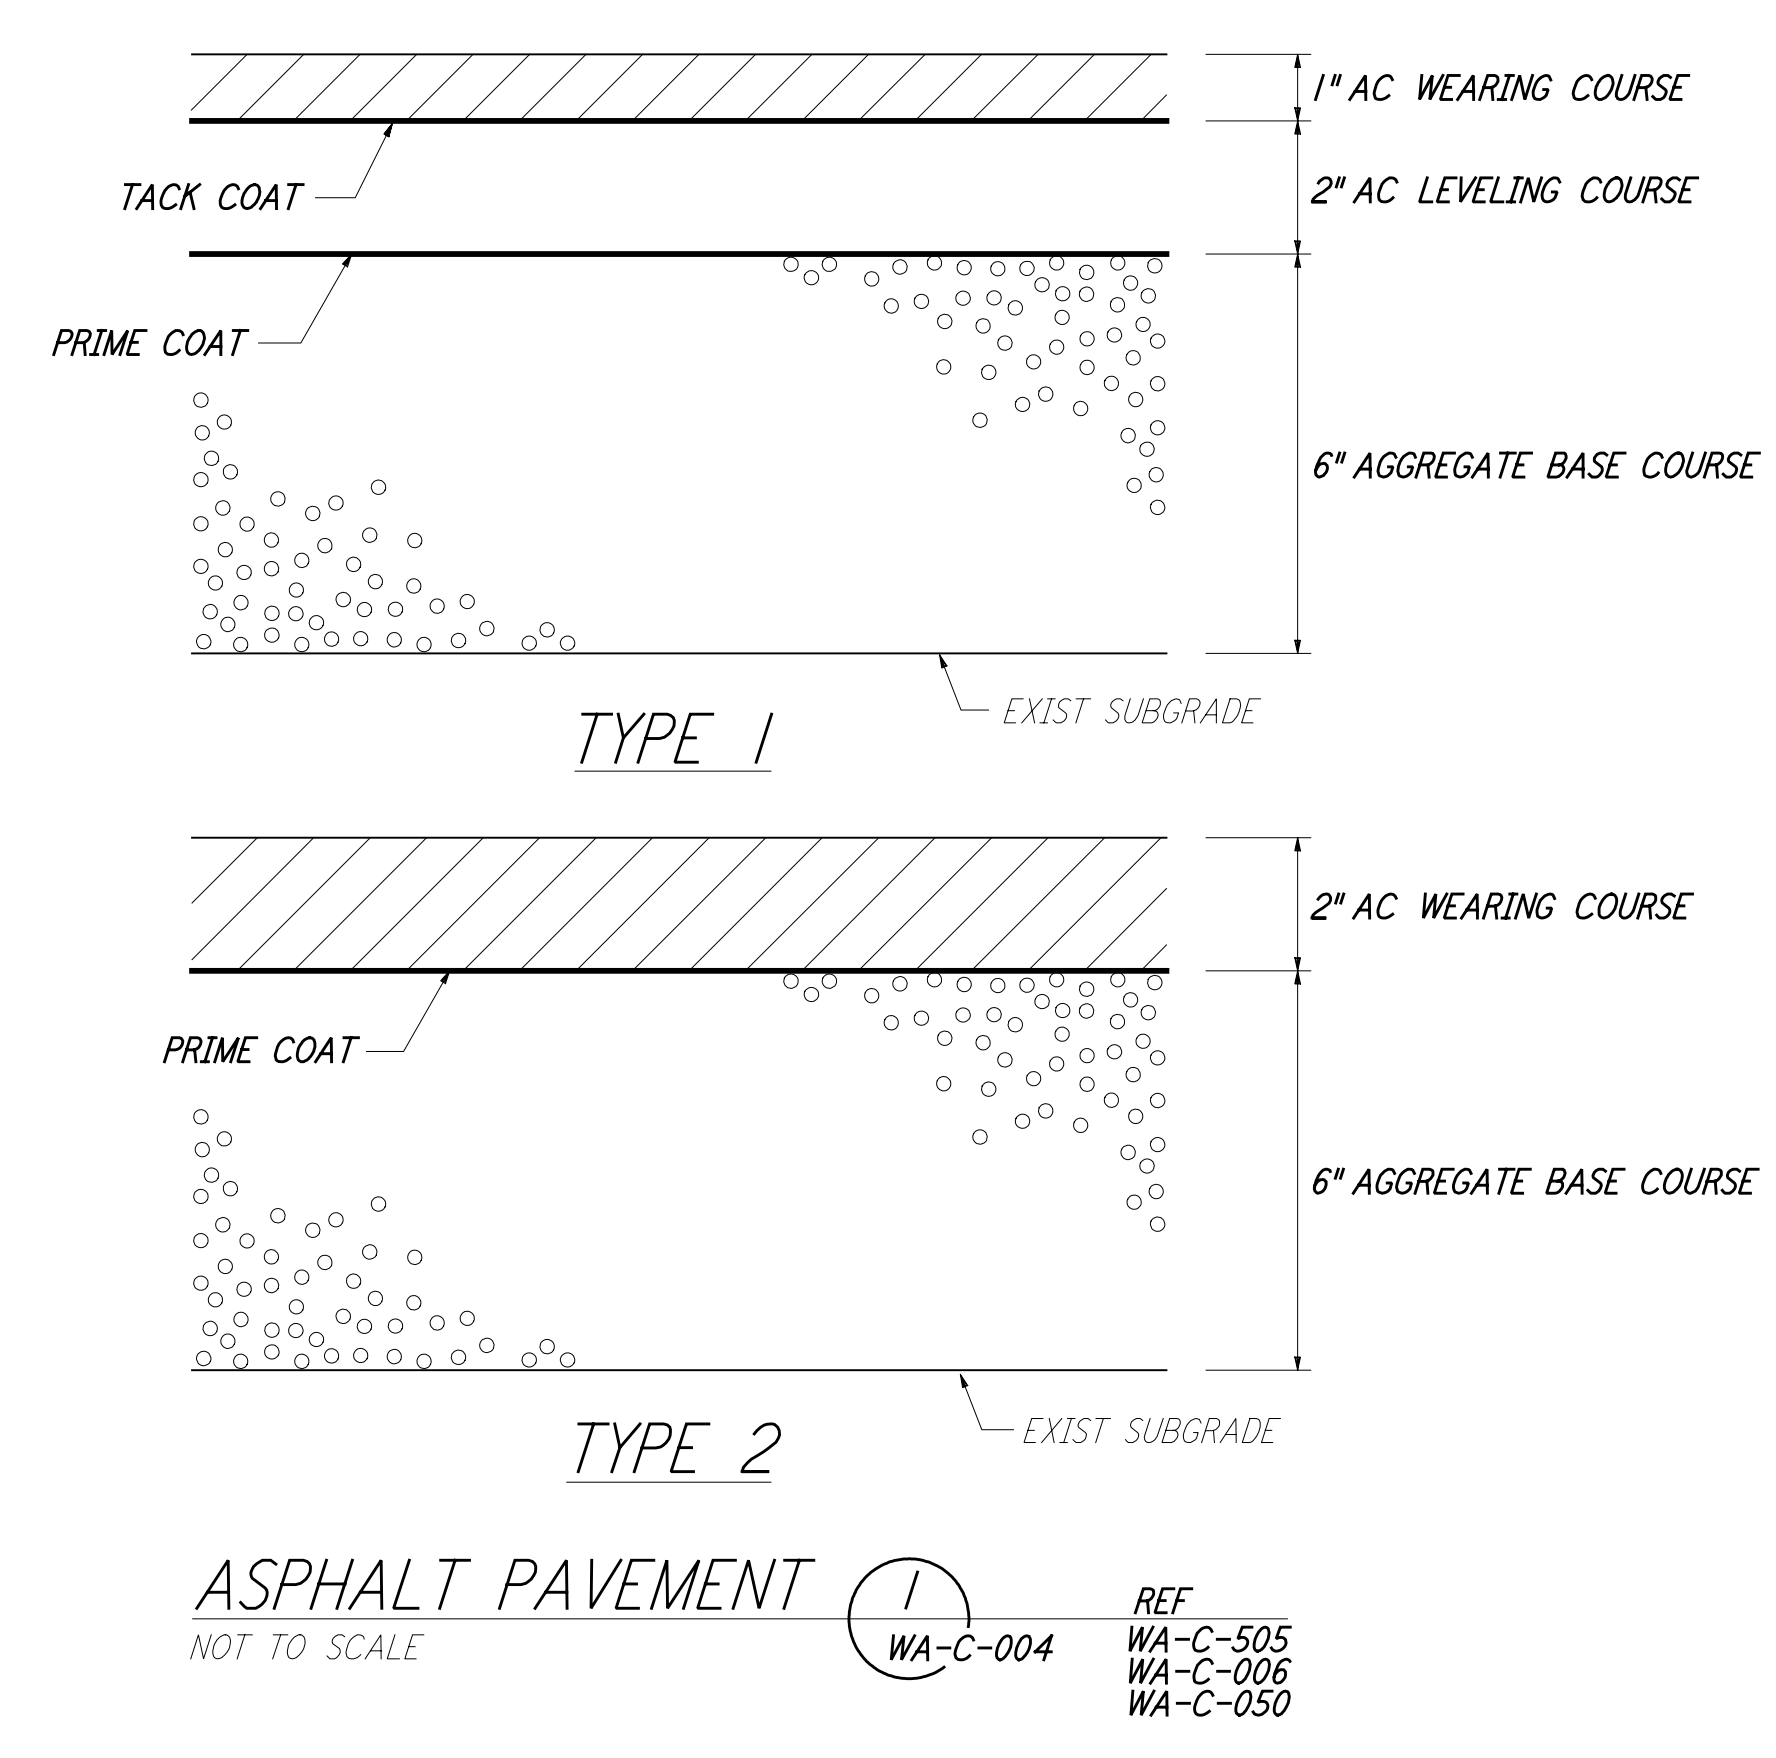 1" AC WEARING COURSE
TACK COAT
2" AC LEVELING COURSE
PRIME COAT
6" AGGREGATE BASE COURSE
EXIST SUBGRADE
TYPE 1
2" AC WEARING COURSE
PRIME COAT
6" AGGREGATE BASE COURSE
EXIST SUBGRADE
TYPE 2
ASPHALT PAVEMENT
1
REF
NOT TO SCALE
WA-C-004
WA-C-505
WA-C-006
WA-C-050